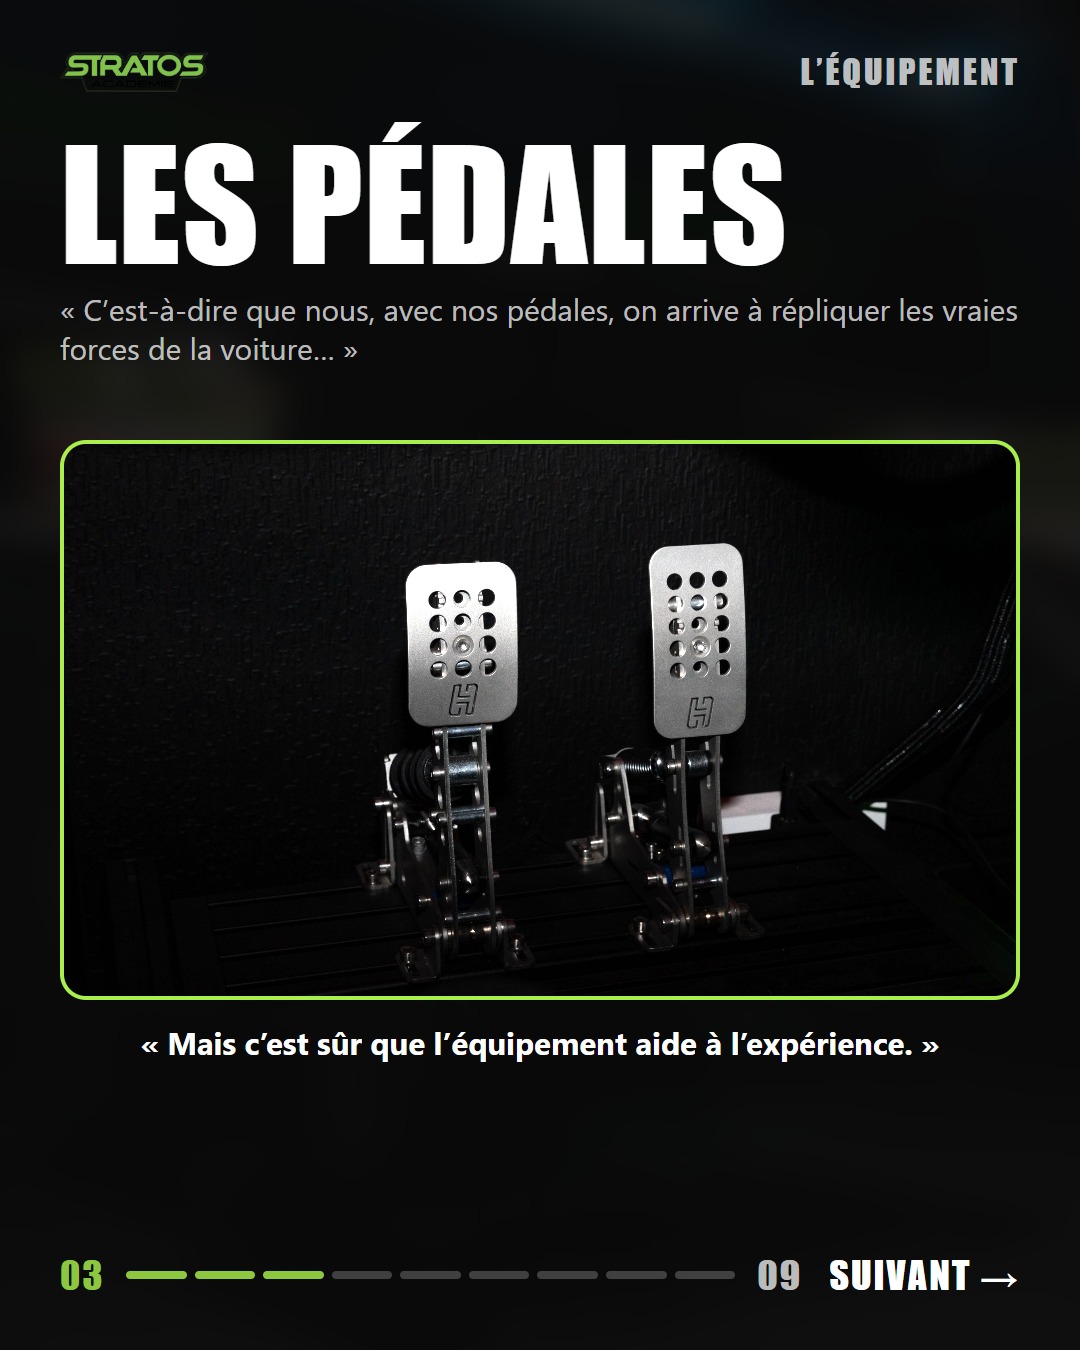 STRATOS
ACADEMIE
L’ÉQUIPEMENT
LES PÉDALES
« C’est-à-dire que nous, avec nos pédales, on arrive à répliquer les vraies
forces de la voiture... »
H H
« Mais c’est sûr que l’équipement aide à l’expérience. »
03 09 SUIVANT →